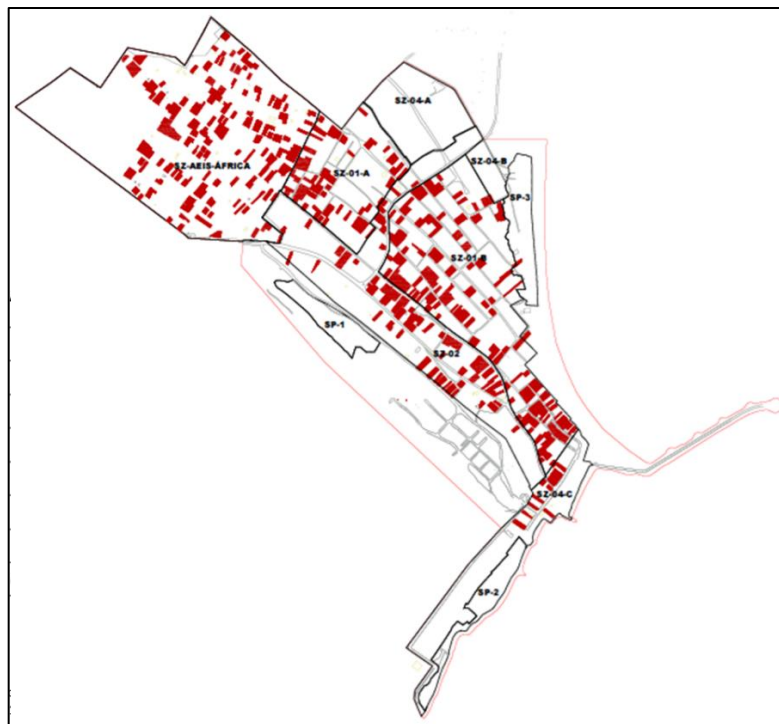 SZ-04-A
SZ-AEIS-ÁFRICA
SZ-01-A
SZ-04-B
SP-3
SZ-01-B
SP-1
SZ-02
SZ-04-C
SP-2